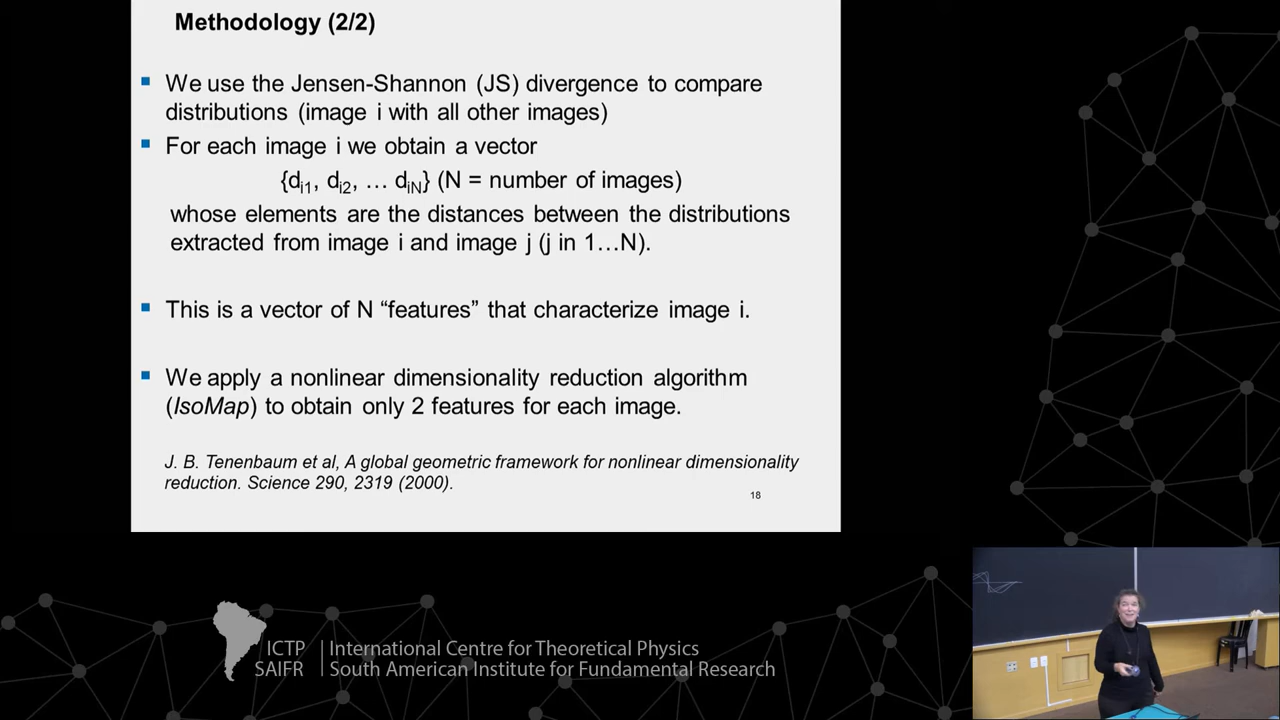 Methodology (2/2)
We use the Jensen-Shannon (JS) divergence to compare
distributions (image i with all other images)
For each image i we obtain a vector
{di1, di2, … diN} (N = number of images)
whose elements are the distances between the distributions
extracted from image i and image j (j in 1…N).
This is a vector of N “features” that characterize image i.
We apply a nonlinear dimensionality reduction algorithm
(IsoMap) to obtain only 2 features for each image.
J. B. Tenenbaum et al, A global geometric framework for nonlinear dimensionality
reduction. Science 290, 2319 (2000).
18
ICTP | International Centre for Theoretical Physics
SAIFR | South American Institute for Fundamental Research